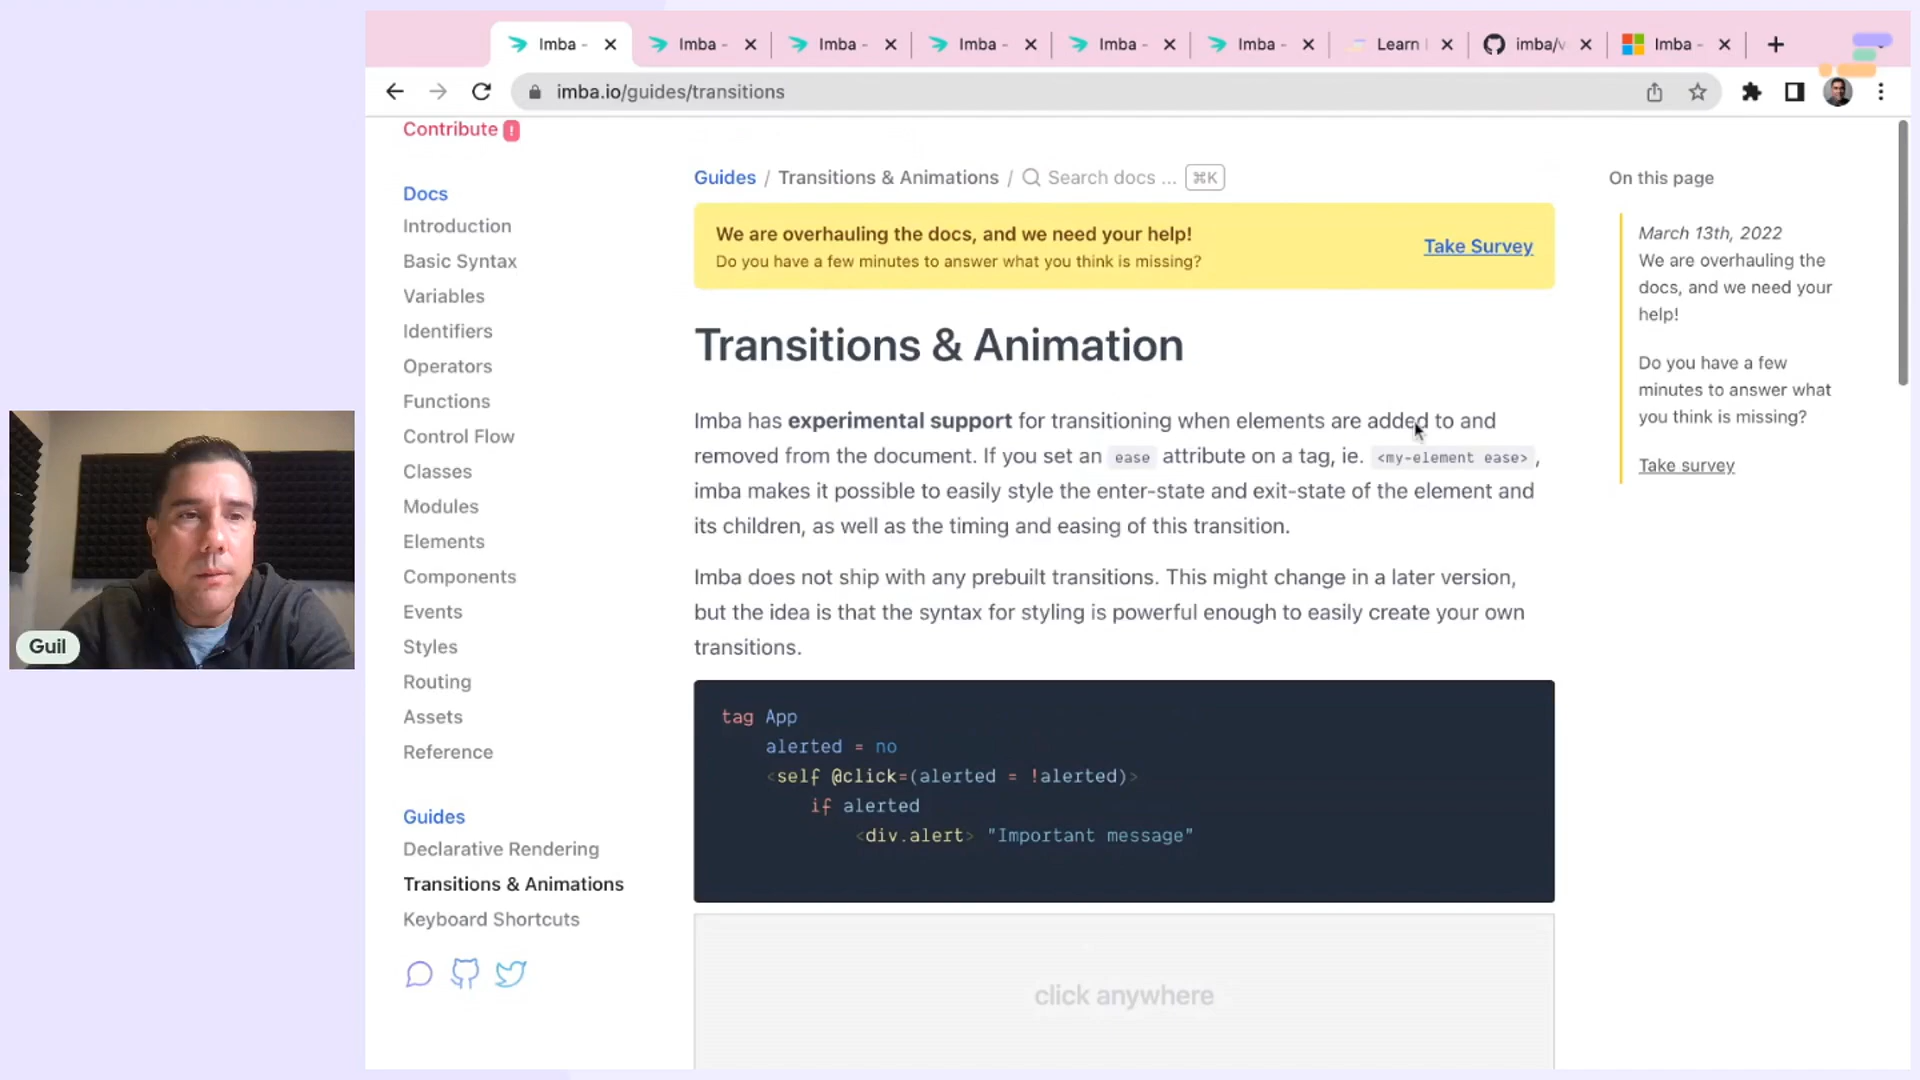 Imba -
Imba -
Imba -
Imba -
Imba -
Imba -
Learn
imba/v
Imba -
imba.io/guides/transitions
Contribute !
Docs
Introduction
Basic Syntax
Variables
Identifiers
Operators
Functions
Control Flow
Classes
Modules
Elements
Components
Events
Styles
Routing
Assets
Reference
Guides
Declarative Rendering
Transitions & Animations
Keyboard Shortcuts
Guides / Transitions & Animations / Search docs ... ⌘K
We are overhauling the docs, and we need your help!
Do you have a few minutes to answer what you think is missing?
Take Survey
Transitions & Animation
Imba has experimental support for transitioning when elements are added to and
removed from the document. If you set an ease attribute on a tag, ie. <my-element ease>,
imba makes it possible to easily style the enter-state and exit-state of the element and
its children, as well as the timing and easing of this transition.
Imba does not ship with any prebuilt transitions. This might change in a later version,
but the idea is that the syntax for styling is powerful enough to easily create your own
transitions.
tag App
alerted = no
<self @click=(alerted = !alerted)>
if alerted
<div.alert> "Important message"
click anywhere
On this page
March 13th, 2022
We are overhauling the
docs, and we need your
help!
Do you have a few
minutes to answer what
you think is missing?
Take survey
Guil